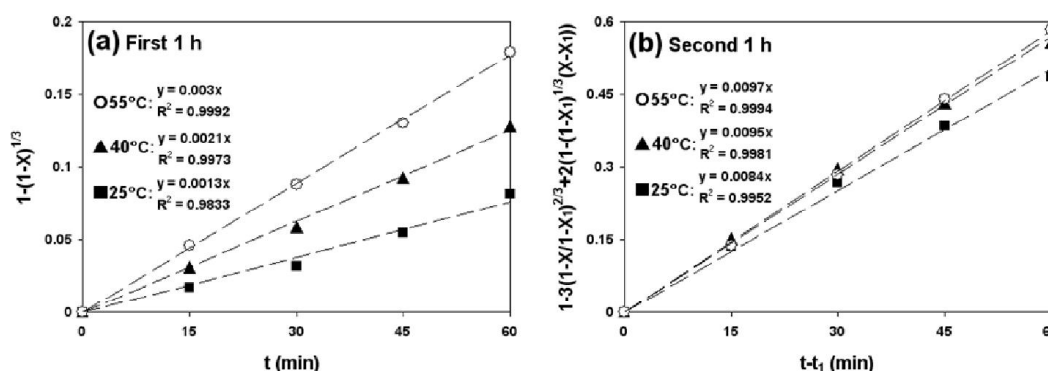 (a) First 1 h
1-(1-X)^1/3
0.2
0.15
0.1
0.05
0
55°C: y = 0.003x
R² = 0.9992
40°C: y = 0.0021x
R² = 0.9973
25°C: y = 0.0013x
R² = 0.9833
0 15 30 45 60
t (min)
(b) Second 1 h
1-3(1-X/1-X₁)^2/3+2(1-(1-X₁)^1/3(X-X₁))
0.6
0.45
0.3
0.15
0
55°C: y = 0.0097x
R² = 0.9994
40°C: y = 0.0095x
R² = 0.9981
25°C: y = 0.0084x
R² = 0.9952
0 15 30 45
t-t₁ (min)